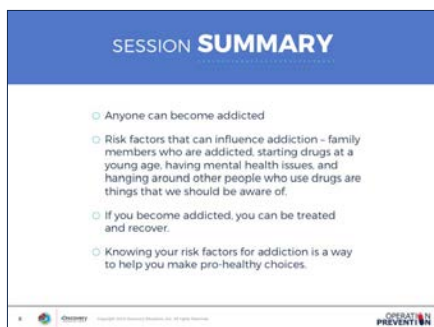 SESSION SUMMARY
Anyone can become addicted
Risk factors that can influence addiction – family
members who are addicted, starting drugs at a
young age, having mental health issues, and
hanging around other people who use drugs are
things that we should be aware of.
If you become addicted, you can be treated
and recover.
Knowing your risk factors for addiction is a way
to help you make pro-healthy choices.
Discovery
OPERATION
PREVENTION